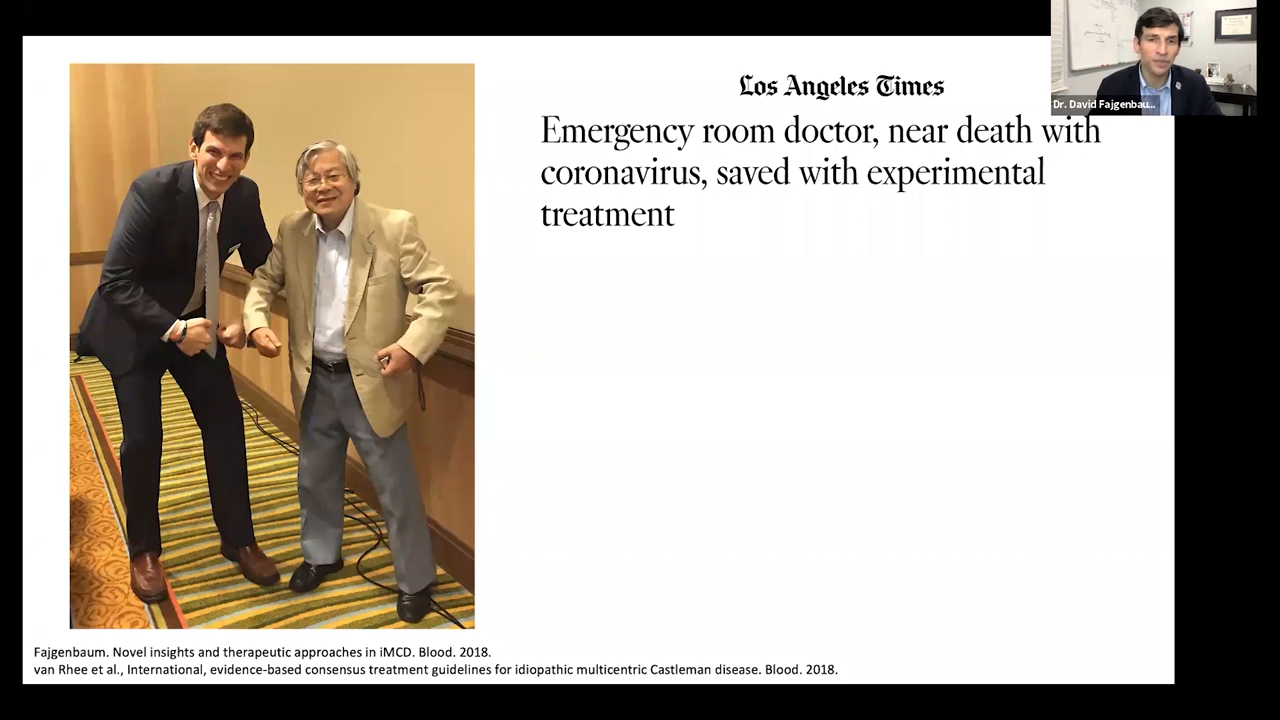 Los Angeles Times
Dr. David Fajgenbau...
Emergency room doctor, near death with
coronavirus, saved with experimental
treatment
Fajgenbaum. Novel insights and therapeutic approaches in iMCD. Blood. 2018.
van Rhee et al., International, evidence-based consensus treatment guidelines for idiopathic multicentric Castleman disease. Blood. 2018.